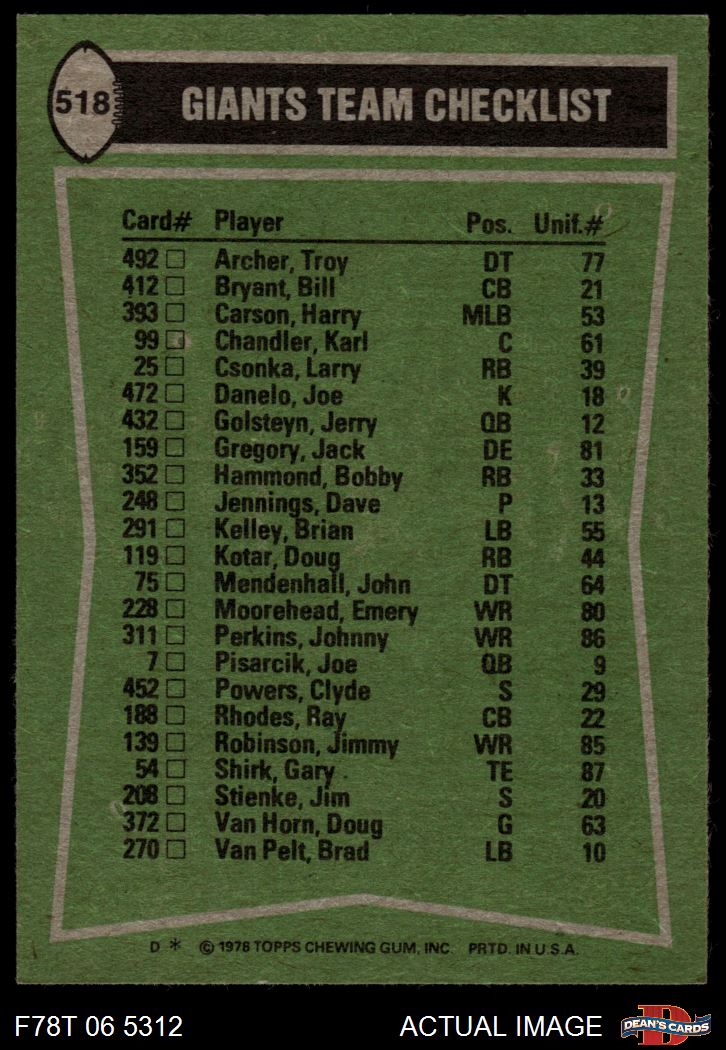 518
GIANTS TEAM CHECKLIST
Card# Player Pos. Unif.#
492 □ Archer, Troy DT 77
412 □ Bryant, Bill CB 21
393 □ Carson, Harry MLB 53
99 □ Chandler, Karl C 61
25 □ Csonka, Larry RB 39
472 □ Danelo, Joe K 18
432 □ Golsteyn, Jerry QB 12
159 □ Gregory, Jack DE 81
352 □ Hammond, Bobby RB 33
248 □ Jennings, Dave P 13
291 □ Kelley, Brian LB 55
119 □ Kotar, Doug RB 44
75 □ Mendenhall, John DT 64
228 □ Moorehead, Emery WR 80
311 □ Perkins, Johnny WR 86
7 □ Pisarcik, Joe QB 9
452 □ Powers, Clyde S 29
188 □ Rhodes, Ray CB 22
139 □ Robinson, Jimmy WR 85
54 □ Shirk, Gary TE 87
208 □ Stienke, Jim S 20
372 □ Van Horn, Doug G 63
270 □ Van Pelt, Brad LB 10
D * © 1978 TOPPS CHEWING GUM, INC. PRTD. IN U.S.A.
F78T 06 5312 ACTUAL IMAGE D DEAN'S CARDS